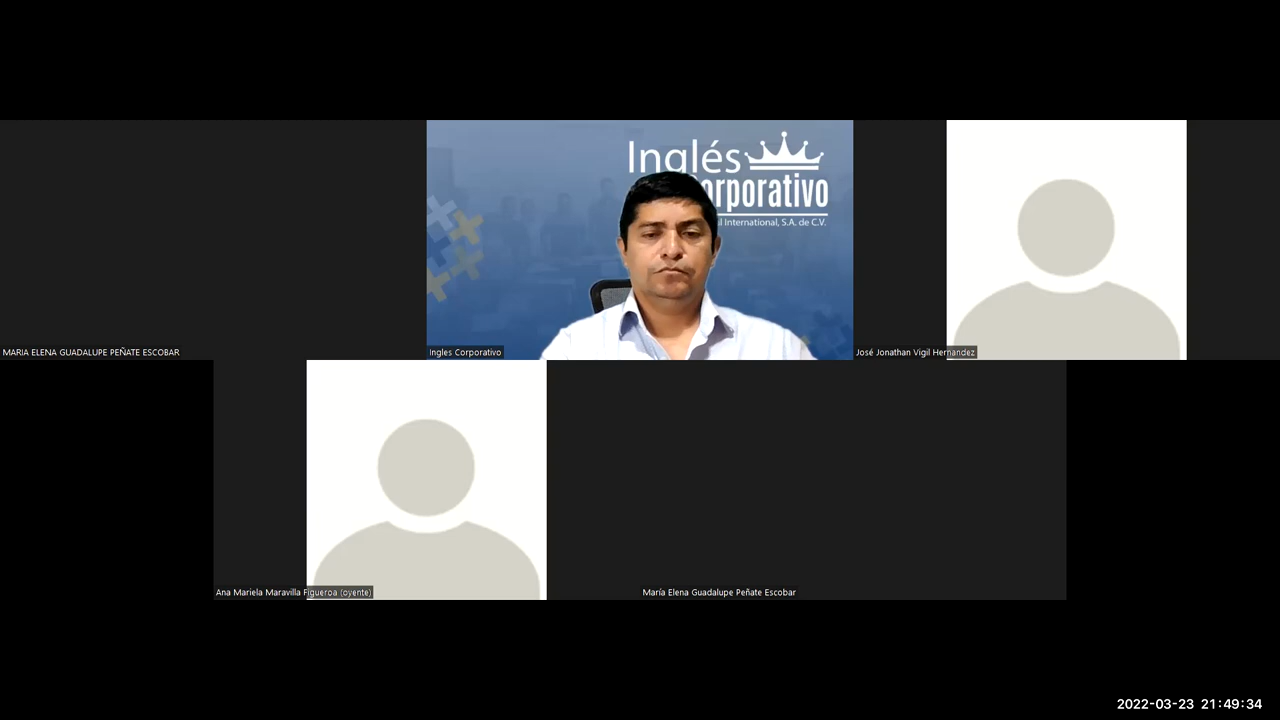 Inglés
orporativo
l International, S.A. de C.V.
MARIA ELENA GUADALUPE PEÑATE ESCOBAR
Ingles Corporativo
José Jonathan Vigil Hernandez
Ana Mariela Maravilla Figueroa (oyente)
María Elena Guadalupe Peñate Escobar
2022-03-23 21:49:34